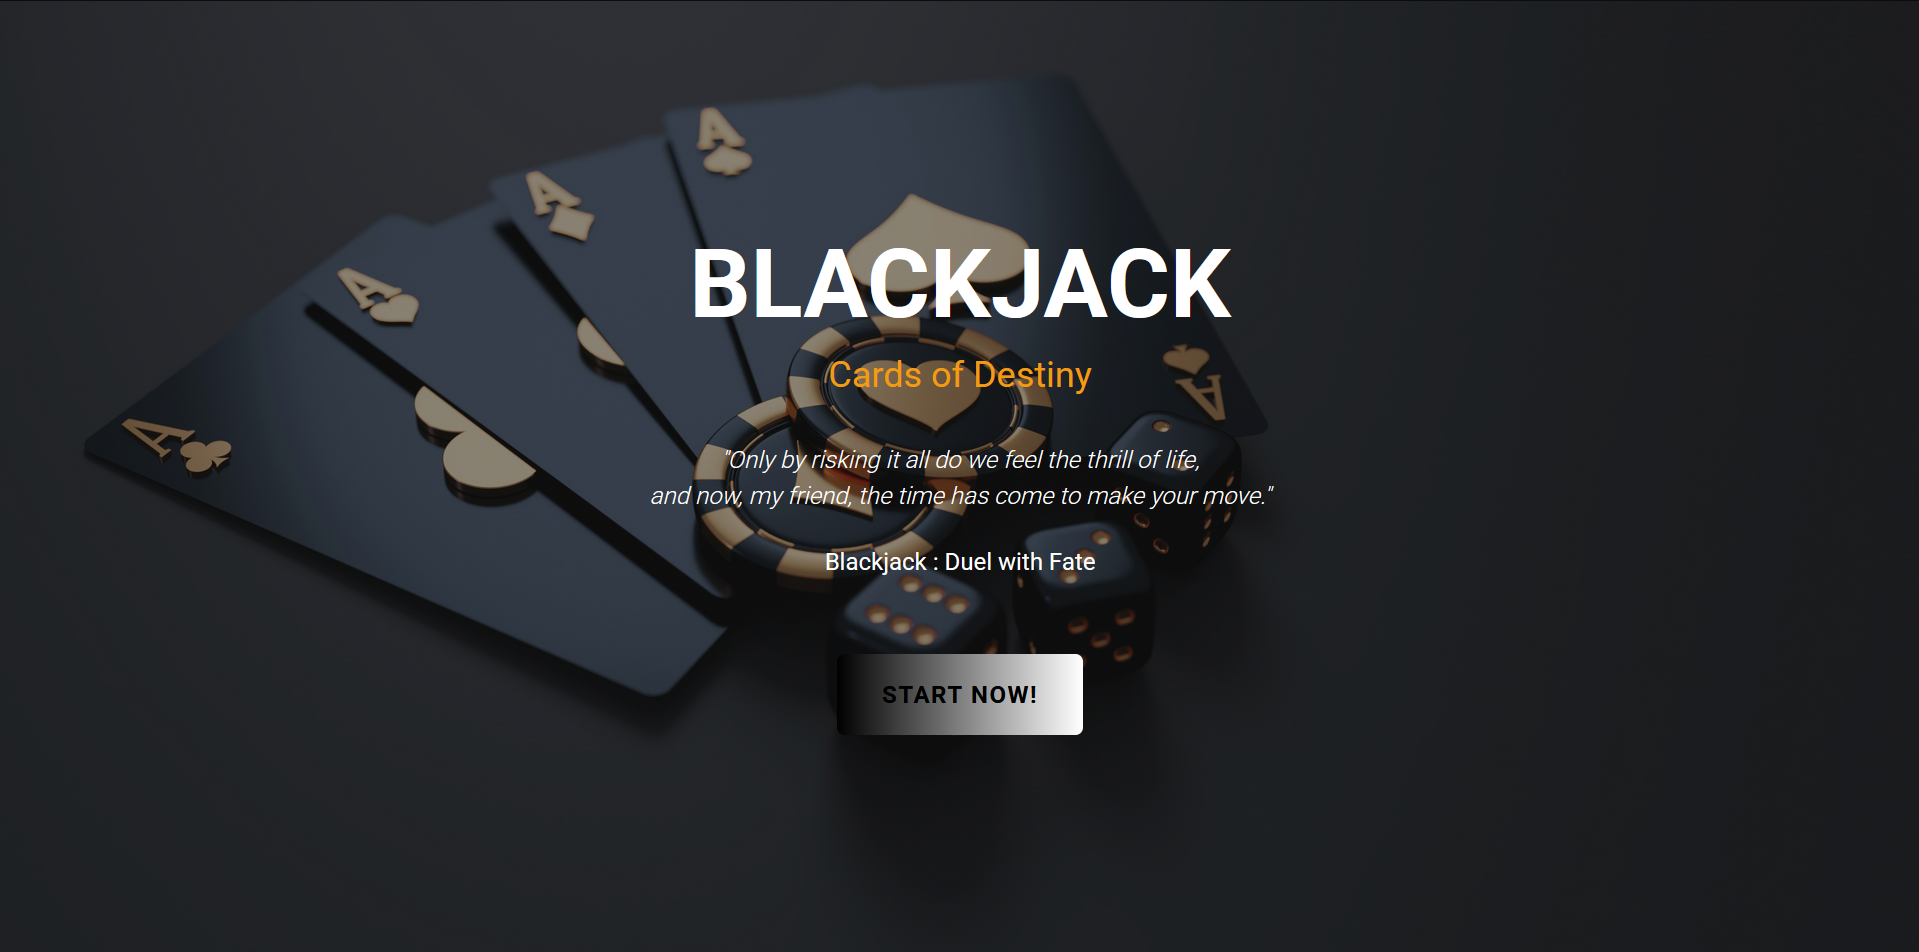 A
A
A
A
BLACKJACK
Cards of Destiny
A
"Only by risking it all do we feel the thrill of life,
and now, my friend, the time has come to make your move."
Blackjack : Duel with Fate
START NOW!